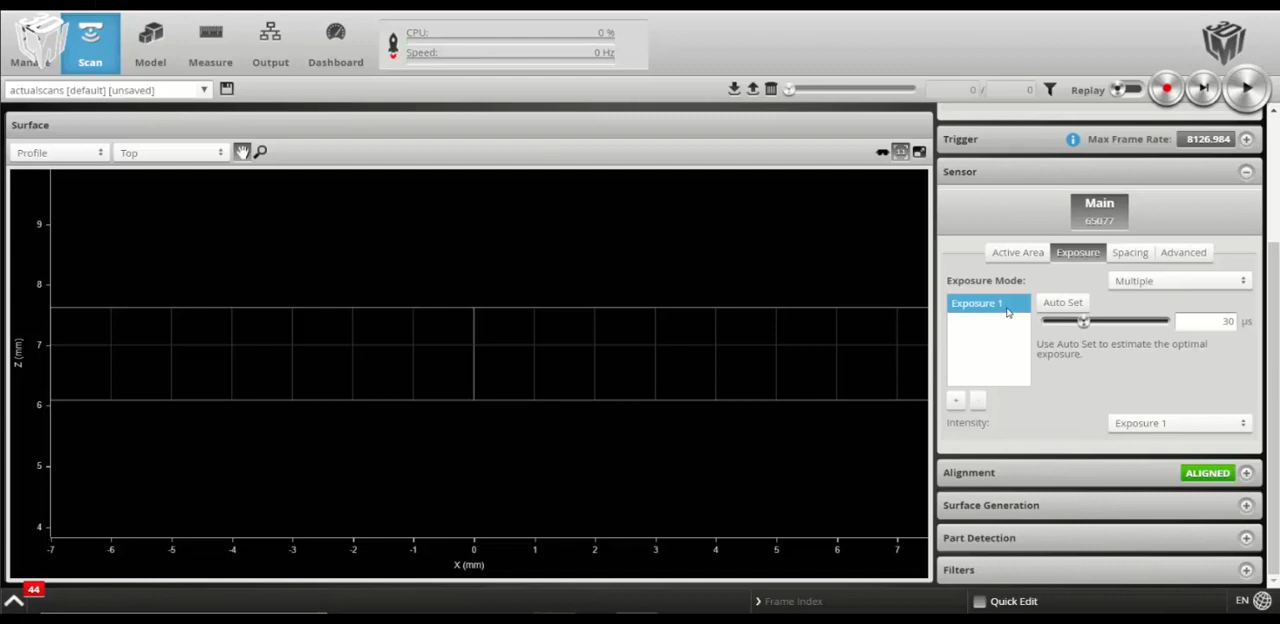 Mana
Scan
Model
Measure
Output
Dashboard
CPU: 0 %
Speed: 0 Hz
actualscans [default] [unsaved]
0 / 0
Replay
Surface
Profile
Top
1:1
9
8
7
6
5
4
Z (mm)
-7 -6 -5 -4 -3 -2 -1 0 1 2 3 4 5 6 7
X (mm)
Trigger
Max Frame Rate: 8126.984
Sensor
Main
65077
Active Area
Exposure
Spacing
Advanced
Exposure Mode: Multiple
Exposure 1
Auto Set
30 µs
Use Auto Set to estimate the optimal
exposure.
+ -
Intensity: Exposure 1
Alignment ALIGNED
Surface Generation
Part Detection
Filters
44
Frame Index
Quick Edit
EN